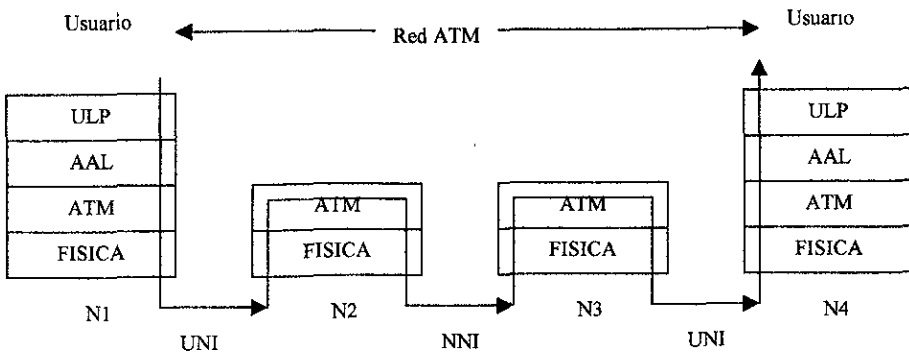 Usuario
Red ATM
Usuario
ULP
AAL
ATM
FISICA
N1
ATM
FISICA
N2
ATM
FISICA
N3
ULP
AAL
ATM
FISICA
N4
UNI
NNI
UNI